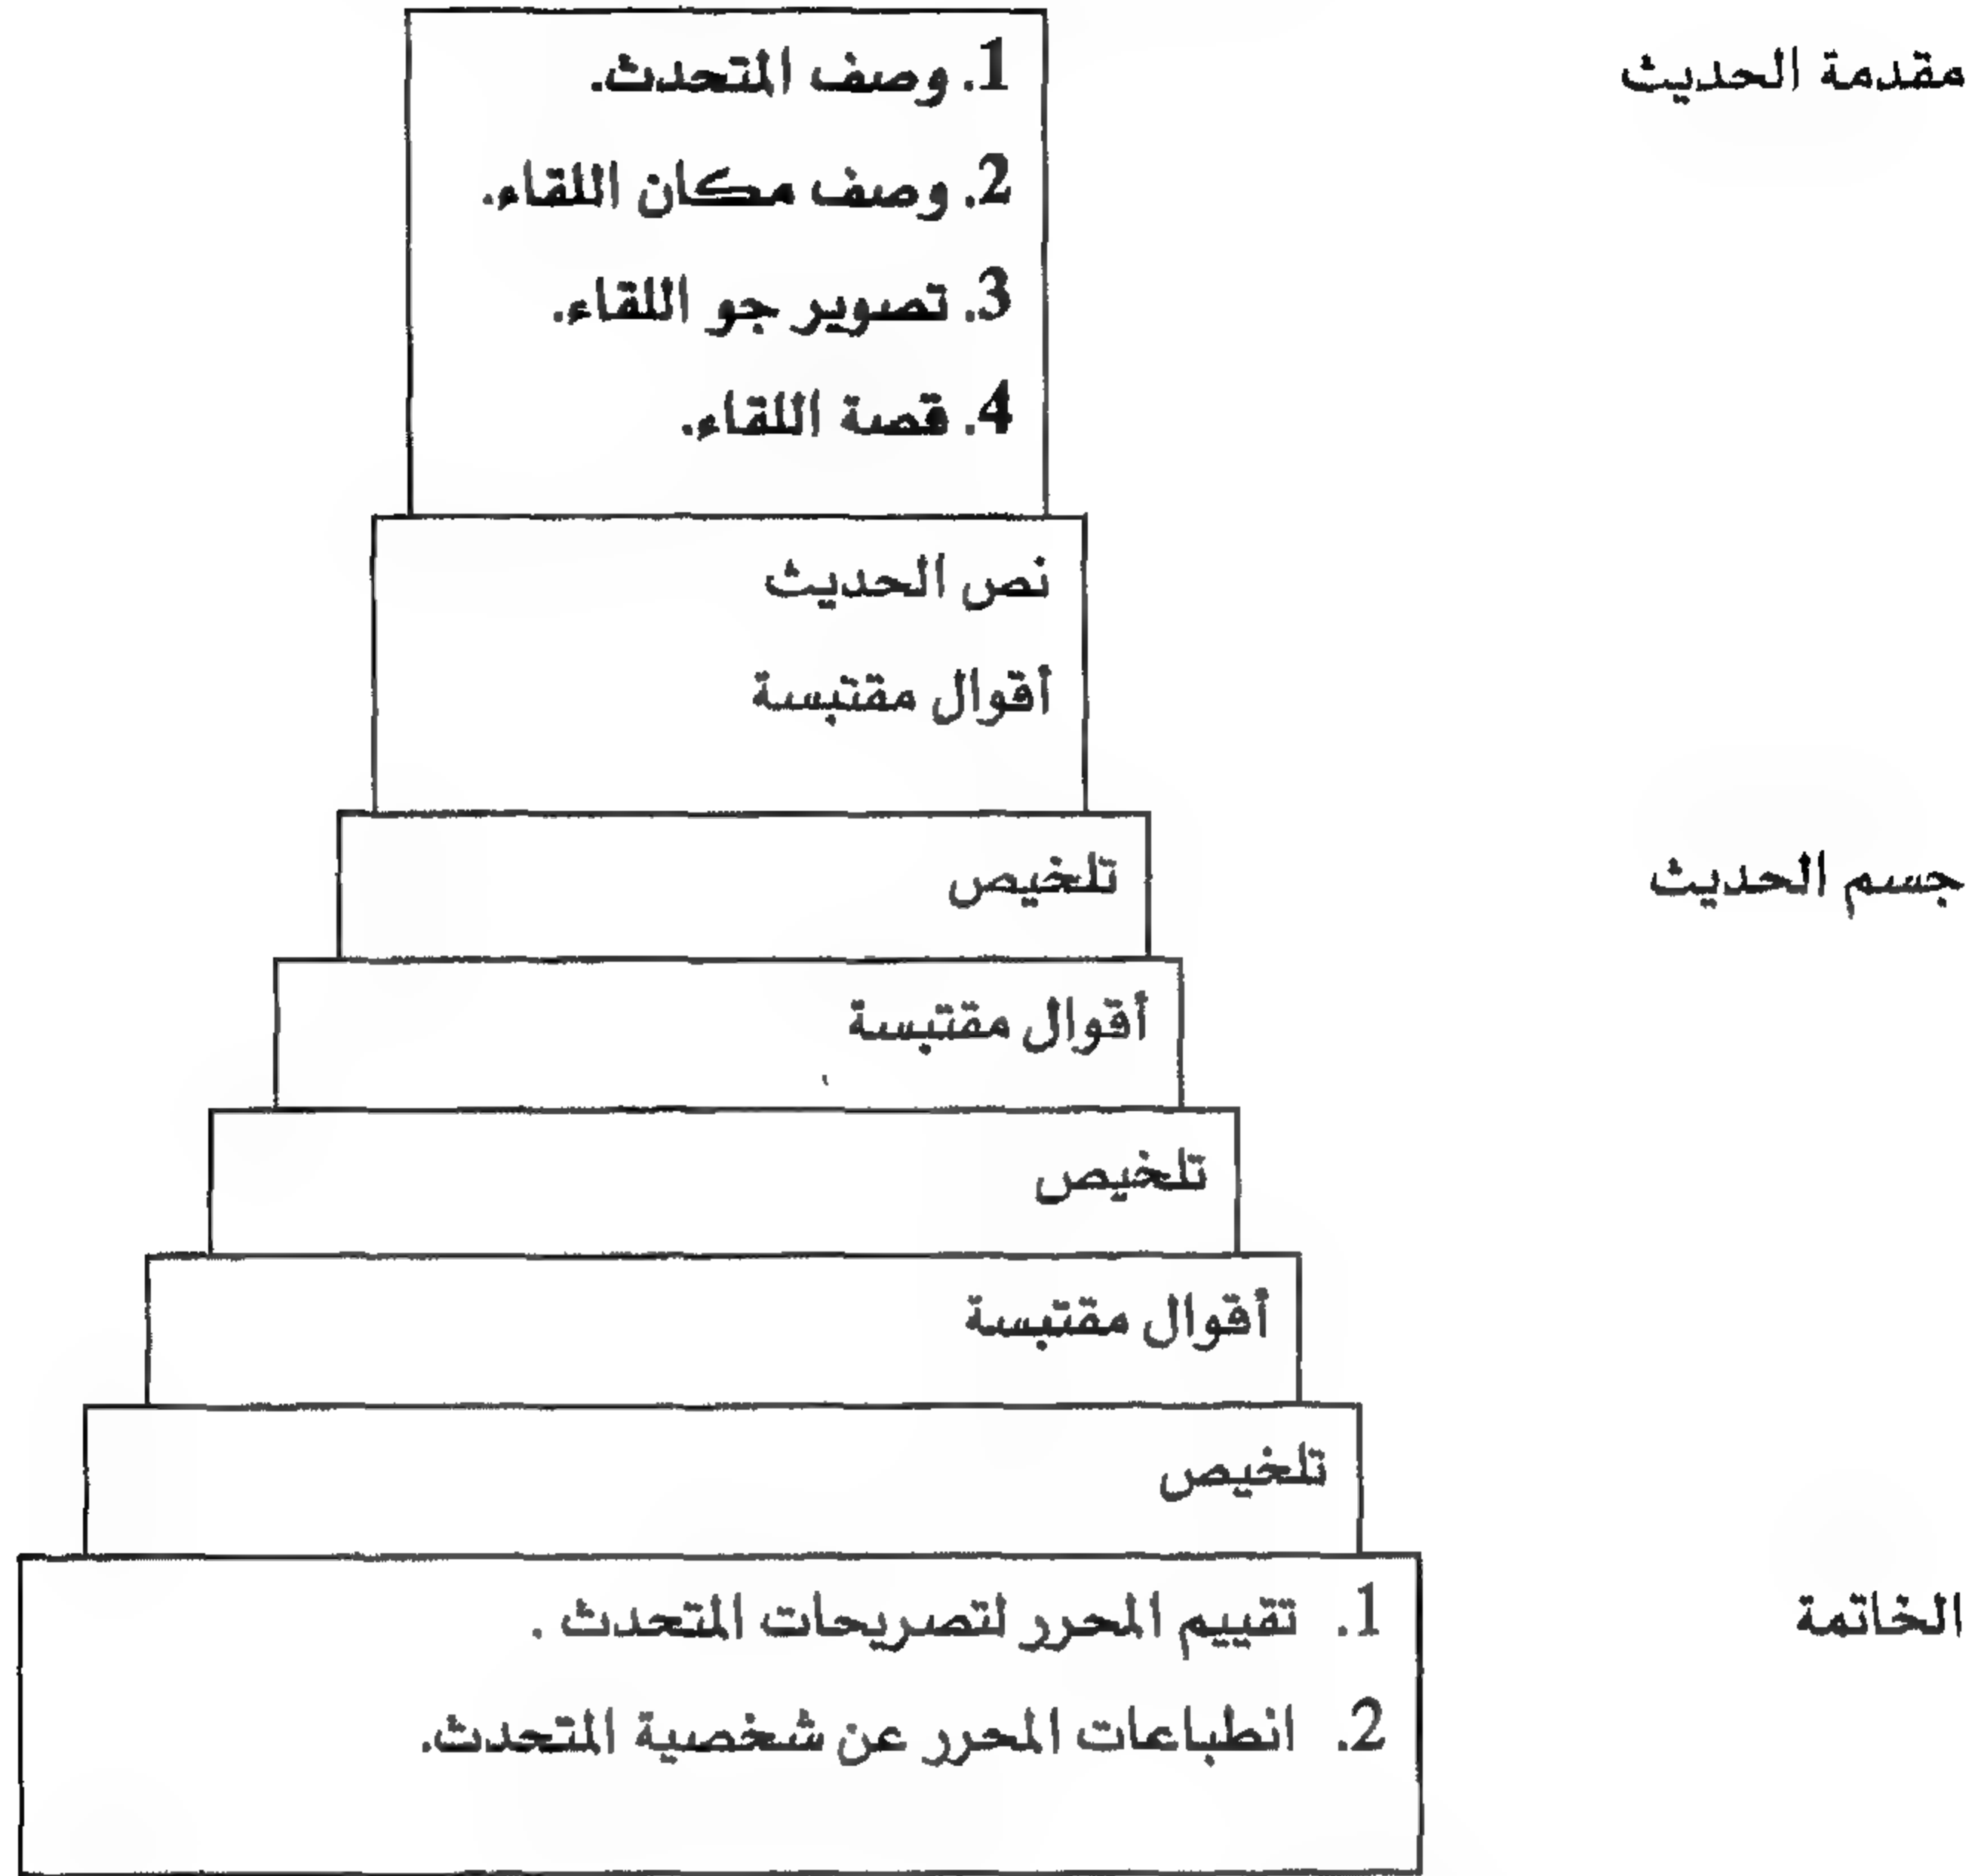 مقدمة الحديث
1. وصف المتحدث.
2. وصف مكان اللقاء.
3. تصوير جو اللقاء.
4. قصة اللقاء.
نص الحديث
أقوال مقتبسة
جسم الحديث
تلخيص
أقوال مقتبسة
تلخيص
أقوال مقتبسة
تلخيص
الخاتمة
1. تقييم المحرر لتصريحات المتحدث .
2. انطباعات المحرر عن شخصية المتحدث.